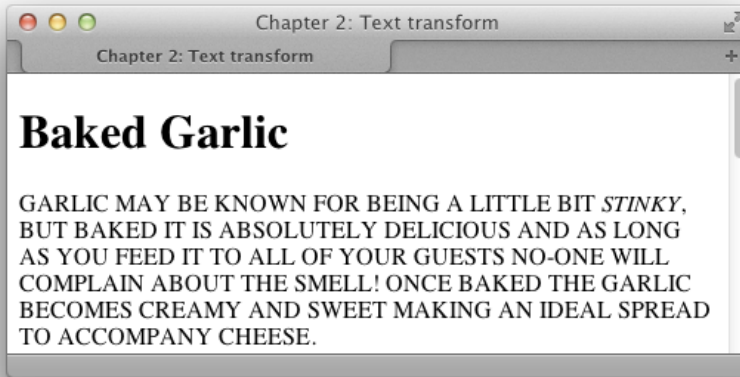 Chapter 2: Text transform
Chapter 2: Text transform
Baked Garlic
GARLIC MAY BE KNOWN FOR BEING A LITTLE BIT STINKY,
BUT BAKED IT IS ABSOLUTELY DELICIOUS AND AS LONG
AS YOU FEED IT TO ALL OF YOUR GUESTS NO-ONE WILL
COMPLAIN ABOUT THE SMELL! ONCE BAKED THE GARLIC
BECOMES CREAMY AND SWEET MAKING AN IDEAL SPREAD
TO ACCOMPANY CHEESE.